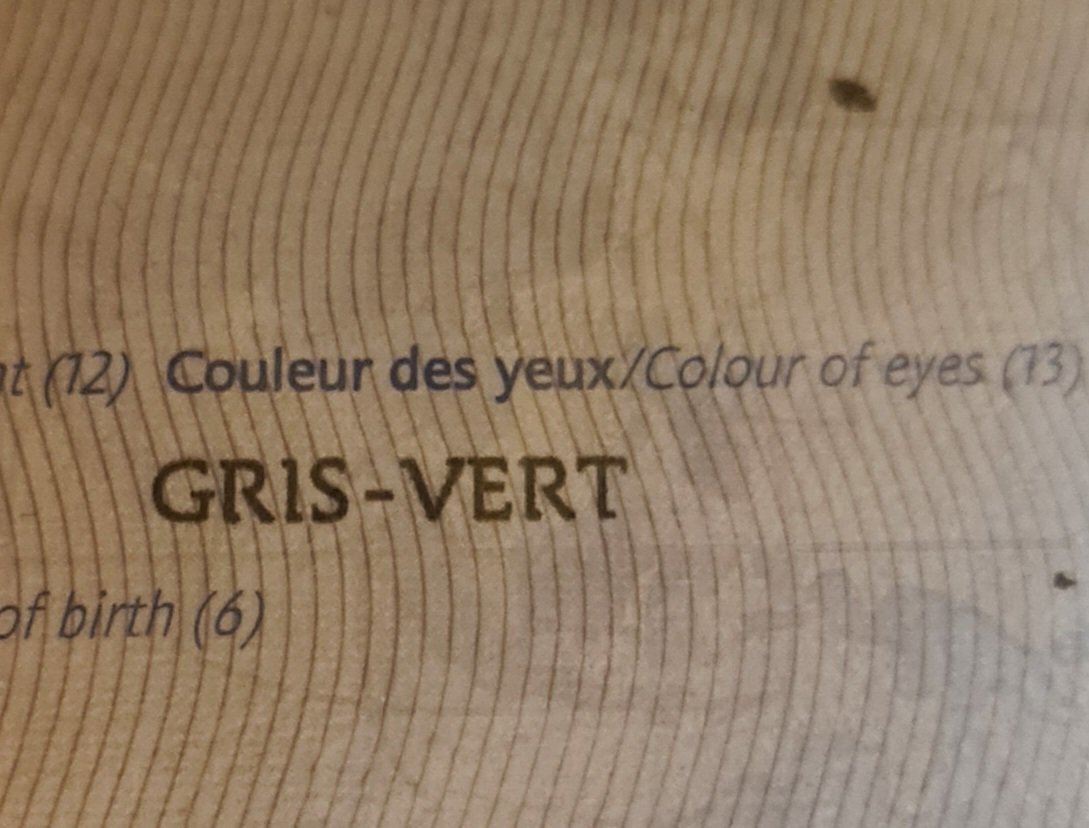 (12) Couleur des yeux/Colour of eyes (13)
GRIS-VERT
of birth (6)